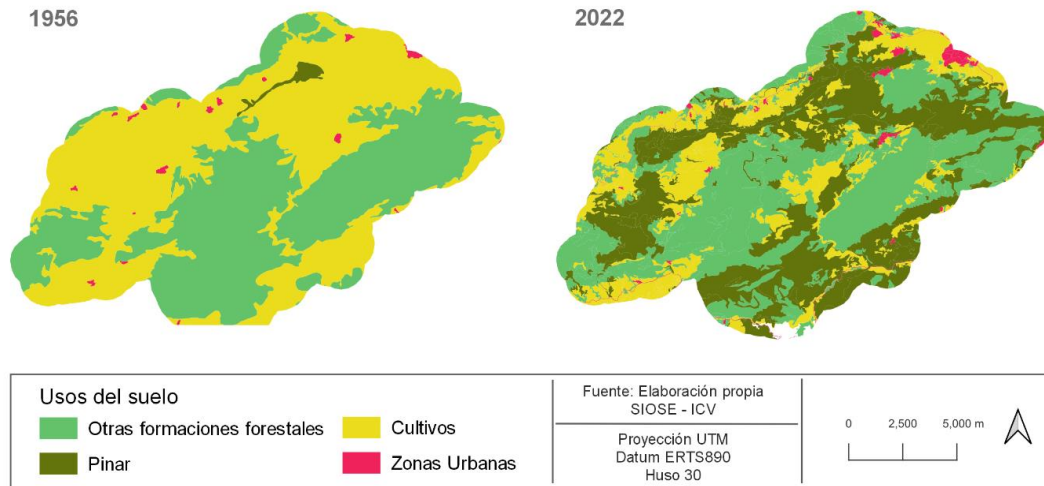 1956
2022
Usos del suelo
Otras formaciones forestales
Cultivos
Pinar
Zonas Urbanas
Fuente: Elaboración propia
SIOSE - ICV
Proyección UTM
Datum ERTS890
Huso 30
0 2,500 5,000 m